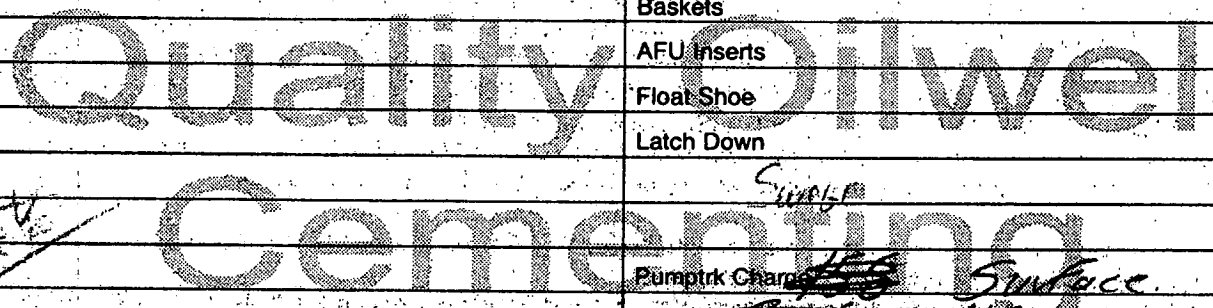 Baskets
Quality Oilwel
AFU Inserts
Float Shoe
Latch Down
Cementing
Pumptrk Charge Surface